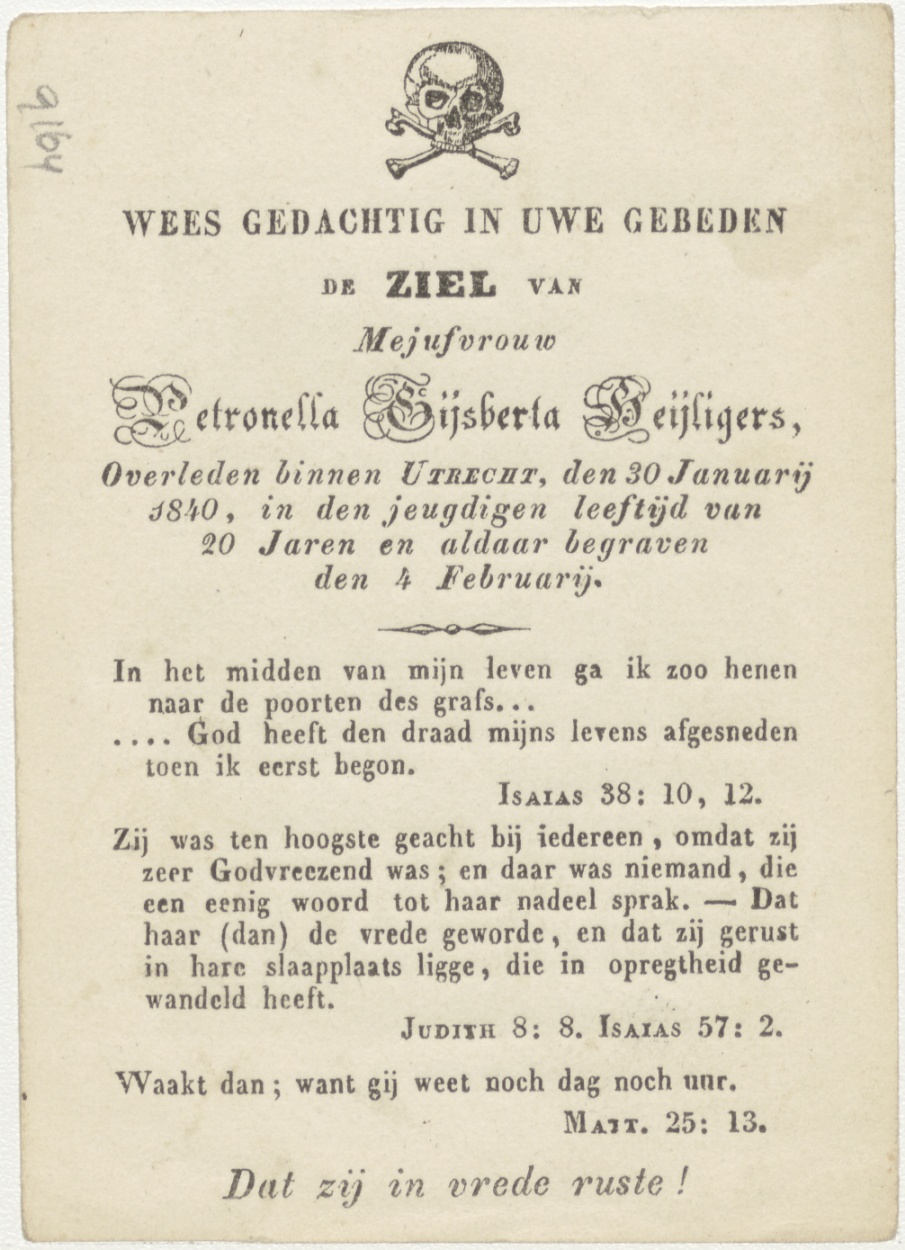 9164
WEES GEDACHTIG IN UWE GEBEDEN
DE ZIEL VAN
Mejufvrouw
Petronella Gijsberta Heijligers,
Overleden binnen UTRECHT, den 30 Januarij
1840, in den jeugdigen leeftijd van
20 Jaren en aldaar begraven
den 4 Februarij.
In het midden van mijn leven ga ik zoo henen
naar de poorten des grafs...
.... God heeft den draad mijns levens afgesneden
toen ik eerst begon.
ISAIAS 38: 10, 12.
Zij was ten hoogste geacht bij iedereen, omdat zij
zeer Godvreezend was; en daar was niemand, die
een eenig woord tot haar nadeel sprak. — Dat
haar (dan) de vrede geworde, en dat zij gerust
in hare slaapplaats ligge, die in opregtheid ge-
wandeld heeft.
JUDITH 8: 8. ISAIAS 57: 2.
Waakt dan; want gij weet noch dag noch uur.
MATT. 25: 13.
Dat zij in vrede ruste!